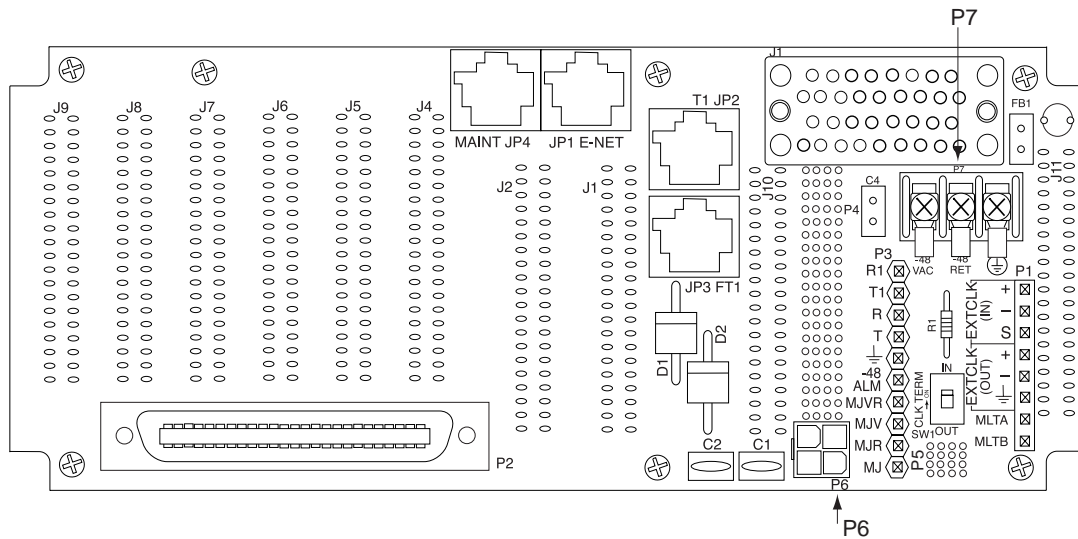 P7
J1
J9
J8
J7
J6
J5
J4
T1 JP2
FB1
MAINT JP4
JP1 E-NET
J11
J2
J1
J10
C4
P7
P4
JP3 FT1
P3
-48 VAC
-48 RET
P1
R1
T1
R
T
-48
ALM
MJVR
MJV
MJR
MJ
R1
+
–
S
EXTCLK
(IN)
+
–
EXTCLK
(OUT)
MLTA
MLTB
D1
D2
IN
CLK TERM
ON
SW1
OUT
P5
C2
C1
P2
P6
P6